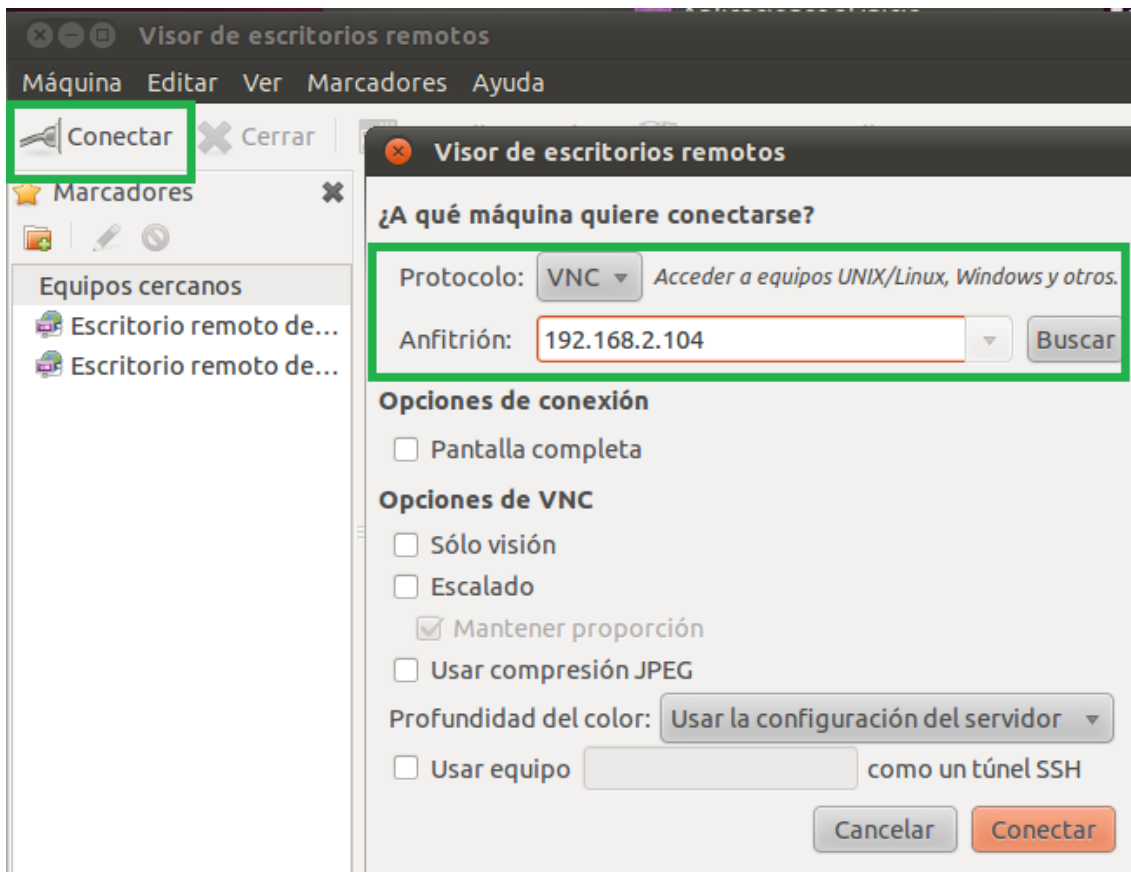 Visor de escritorios remotos
Máquina Editar Ver Marcadores Ayuda
Conectar Cerrar
Marcadores
Equipos cercanos
Escritorio remoto de...
Escritorio remoto de...
Visor de escritorios remotos
¿A qué máquina quiere conectarse?
Protocolo: VNC Acceder a equipos UNIX/Linux, Windows y otros.
Anfitrión: 192.168.2.104 Buscar
Opciones de conexión
Pantalla completa
Opciones de VNC
Sólo visión
Escalado
Mantener proporción
Usar compresión JPEG
Profundidad del color: Usar la configuración del servidor
Usar equipo como un túnel SSH
Cancelar Conectar